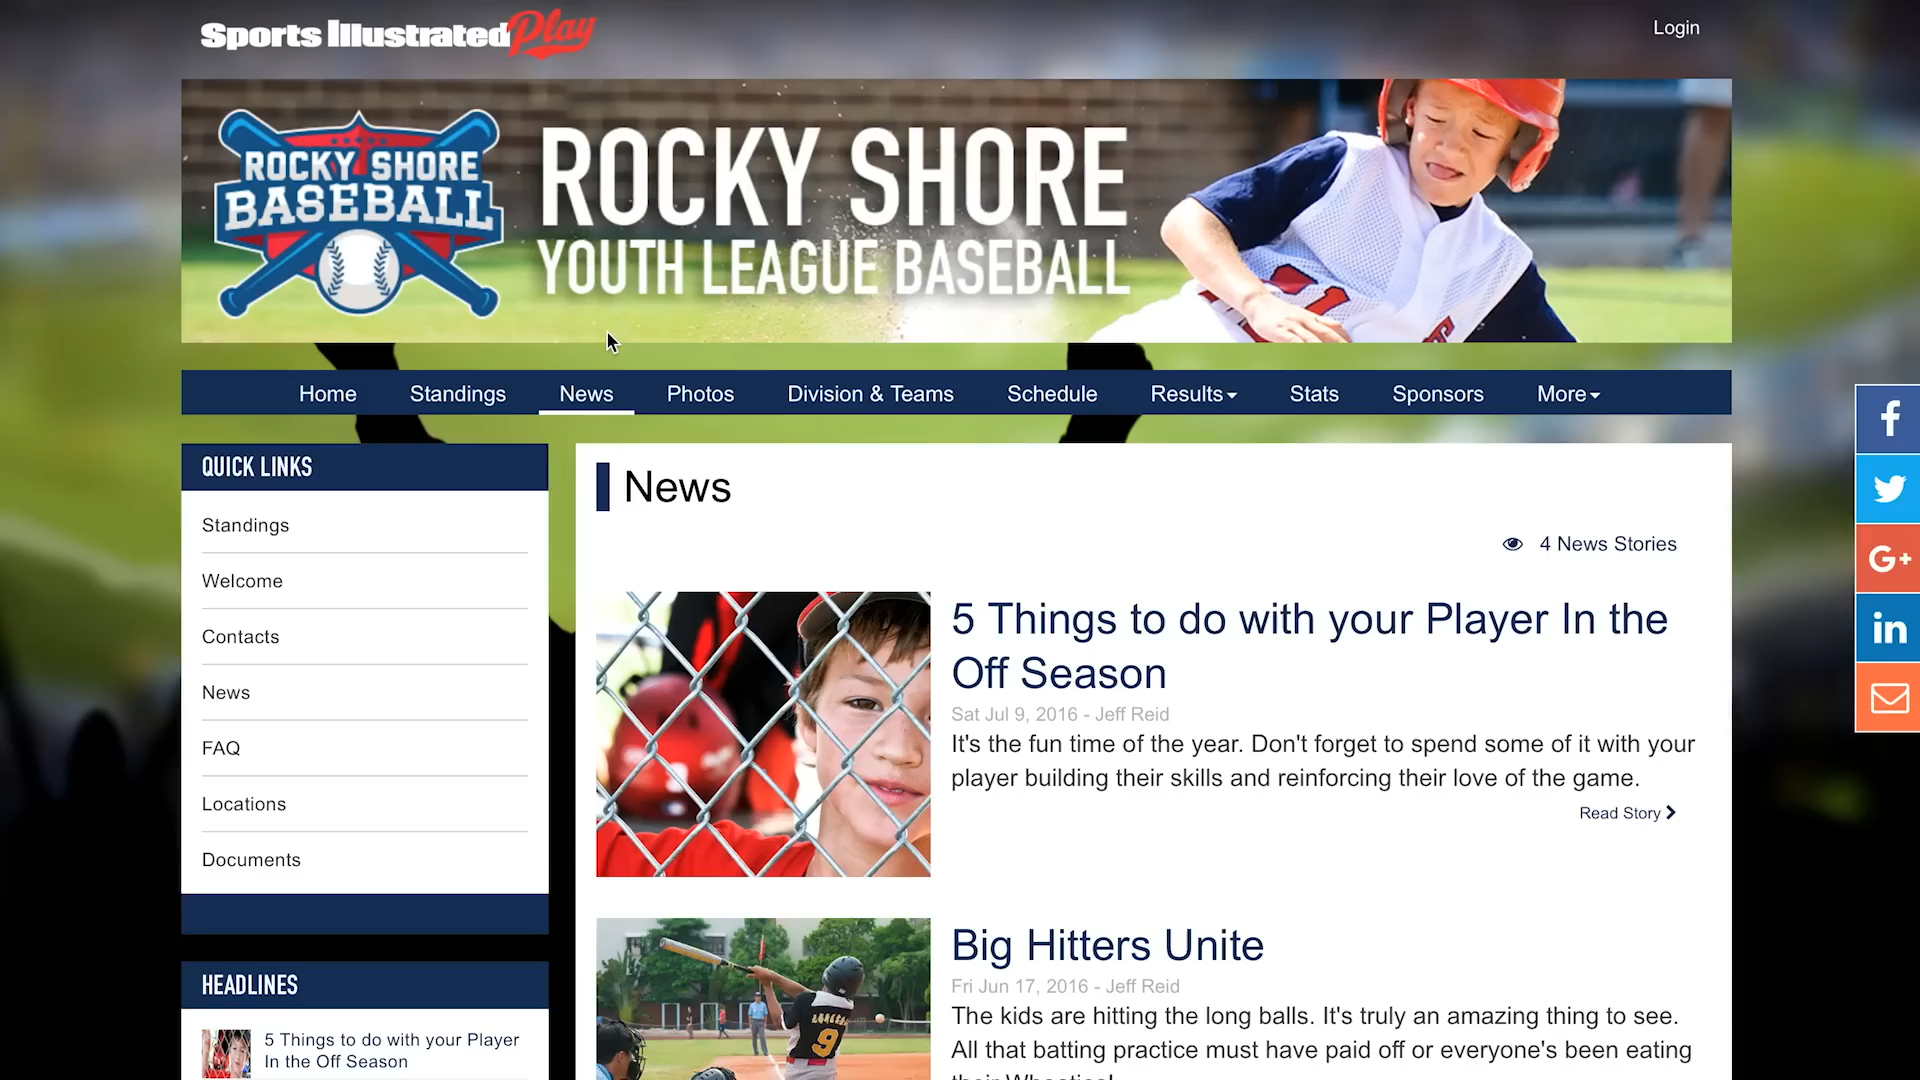 Sports Illustrated Play
Login
ROCKY SHORE
BASEBALL
ROCKY SHORE
YOUTH LEAGUE BASEBALL
Home Standings News Photos Division & Teams Schedule Results Stats Sponsors More
QUICK LINKS
Standings
Welcome
Contacts
News
FAQ
Locations
Documents
HEADLINES
5 Things to do with your Player
In the Off Season
News
4 News Stories
5 Things to do with your Player In the
Off Season
Sat Jul 9, 2016 - Jeff Reid
It's the fun time of the year. Don't forget to spend some of it with your
player building their skills and reinforcing their love of the game.
Read Story
Big Hitters Unite
Fri Jun 17, 2016 - Jeff Reid
The kids are hitting the long balls. It's truly an amazing thing to see.
All that batting practice must have paid off or everyone's been eating
their Wheaties!
9
f
G+
in